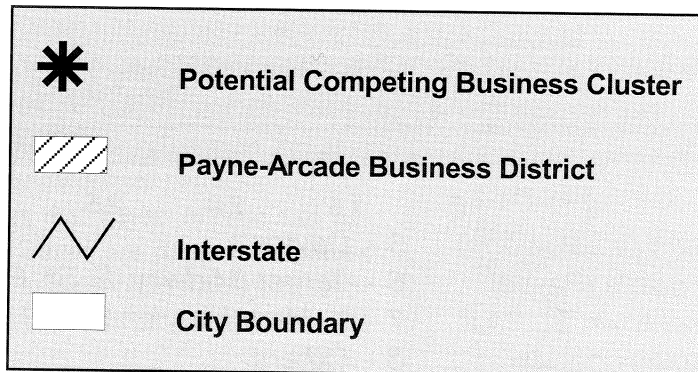 Potential Competing Business Cluster
Payne-Arcade Business District
Interstate
City Boundary